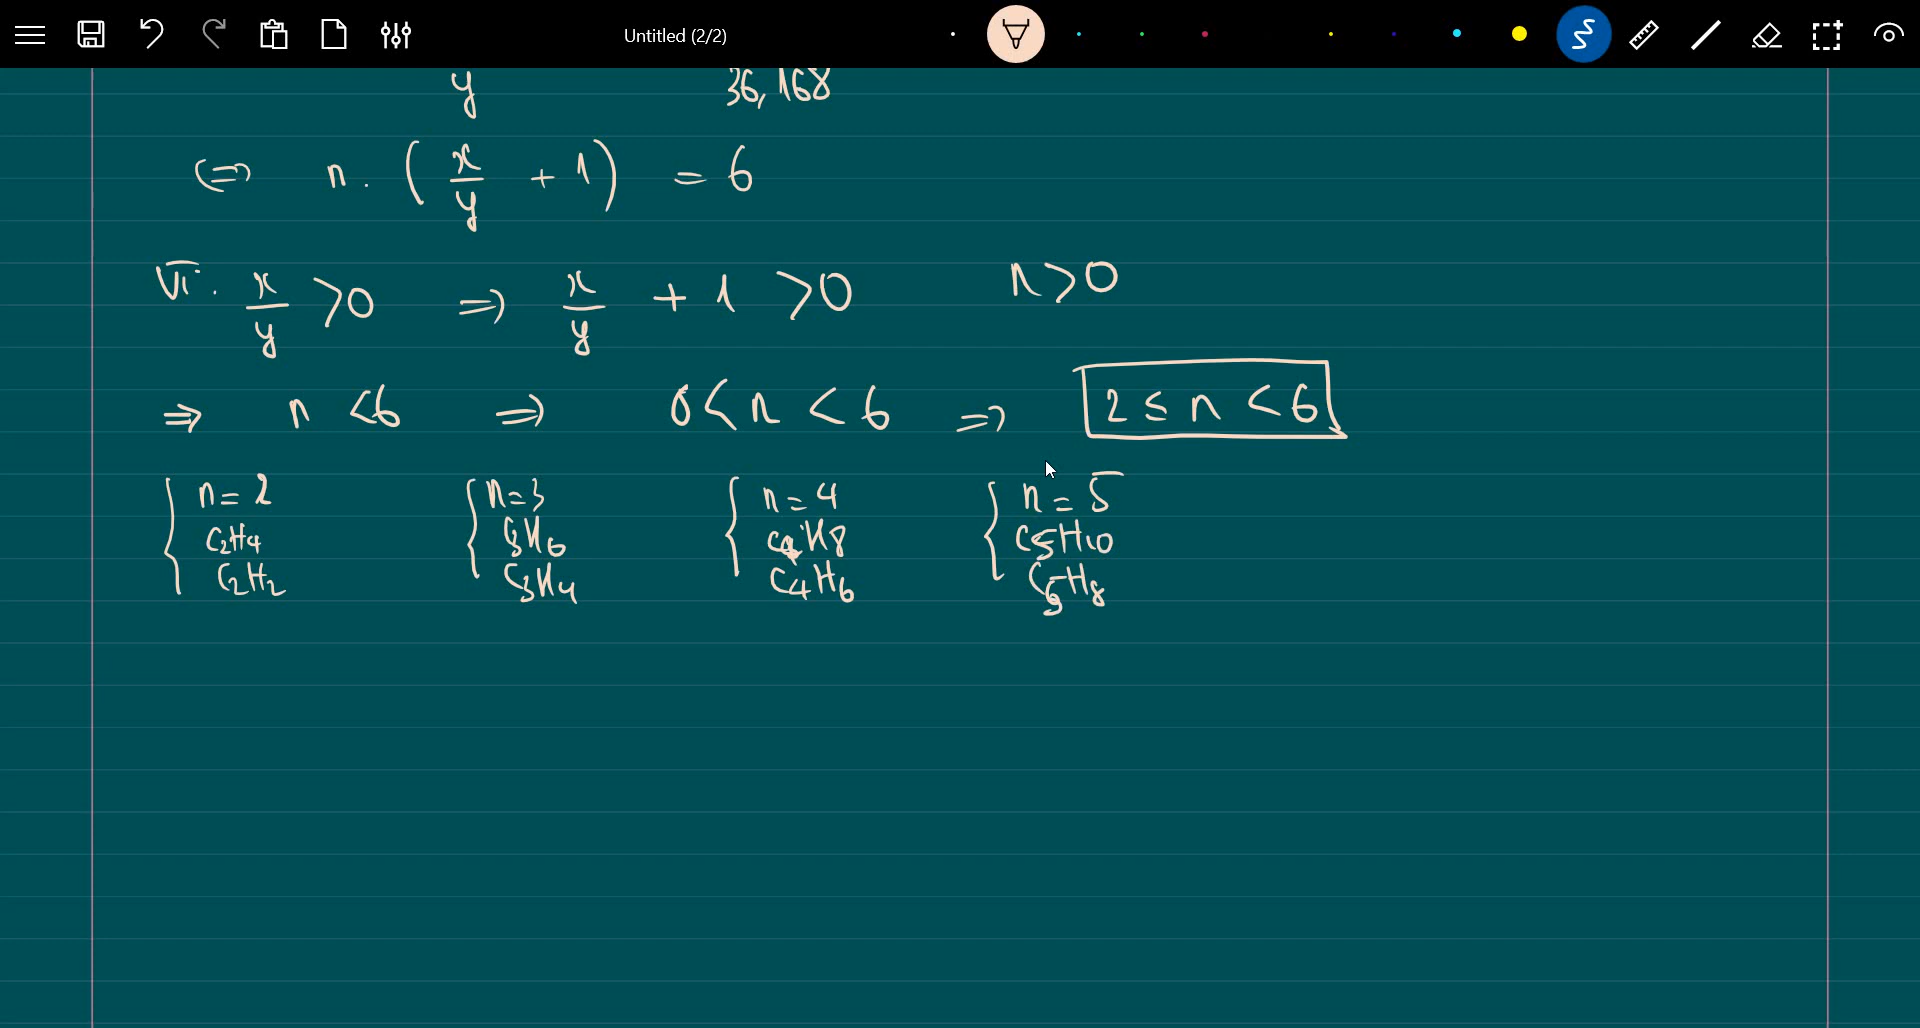 Untitled (2/2)
y 36,168
⇔ n . ( x/y + 1 ) = 6
Vì : x/y > 0 ⇒ x/y + 1 > 0 n > 0
⇒ n < 6 ⇒ 0 < n < 6 ⇒ 2 ≤ n < 6
n = 2 n = 3 n = 4 n = 5
C2H4 C3H6 C4H8 C5H10
C2H2 C3H4 C4H6 C5H8